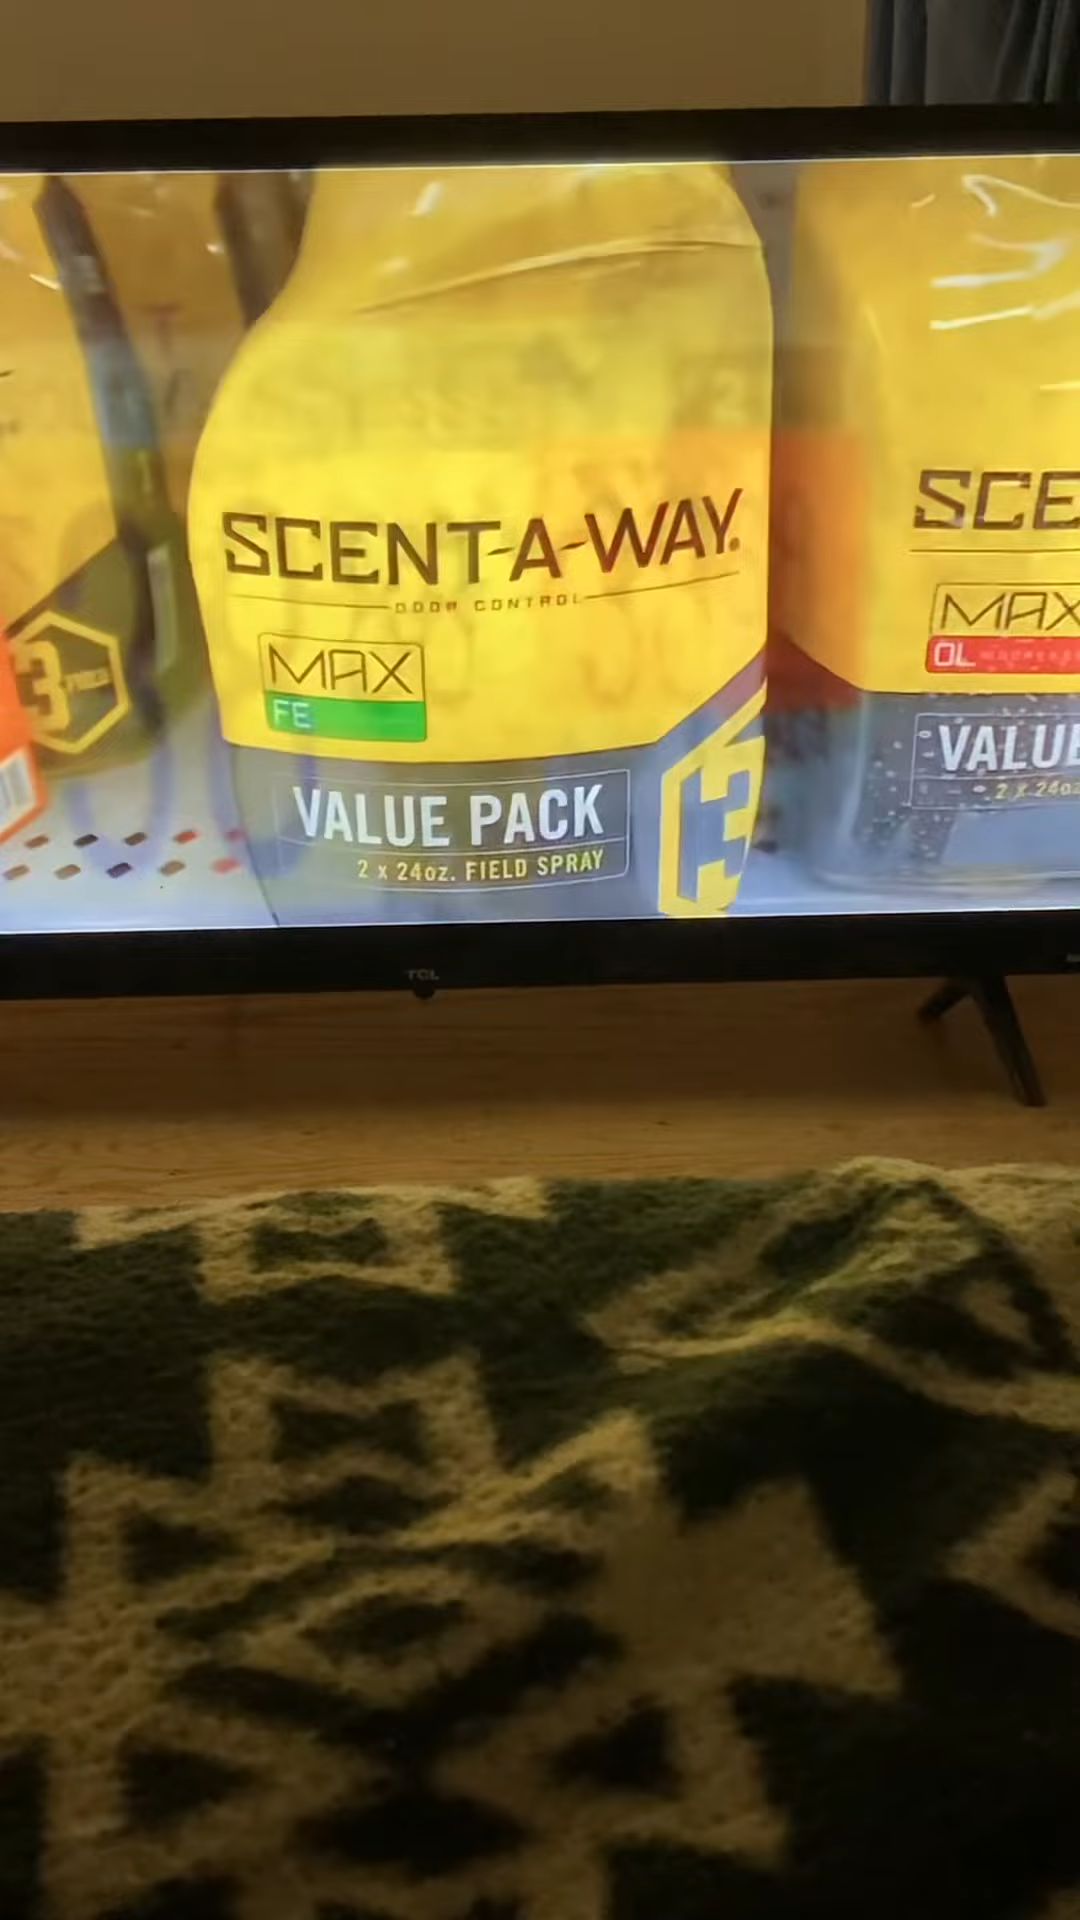 SCENT-A-WAY®
ODOR CONTROL
MAX
FE
VALUE PACK
2 x 24oz. FIELD SPRAY
3
SCE
MAX
OL
VALUE
2 x 24oz
3
TCL